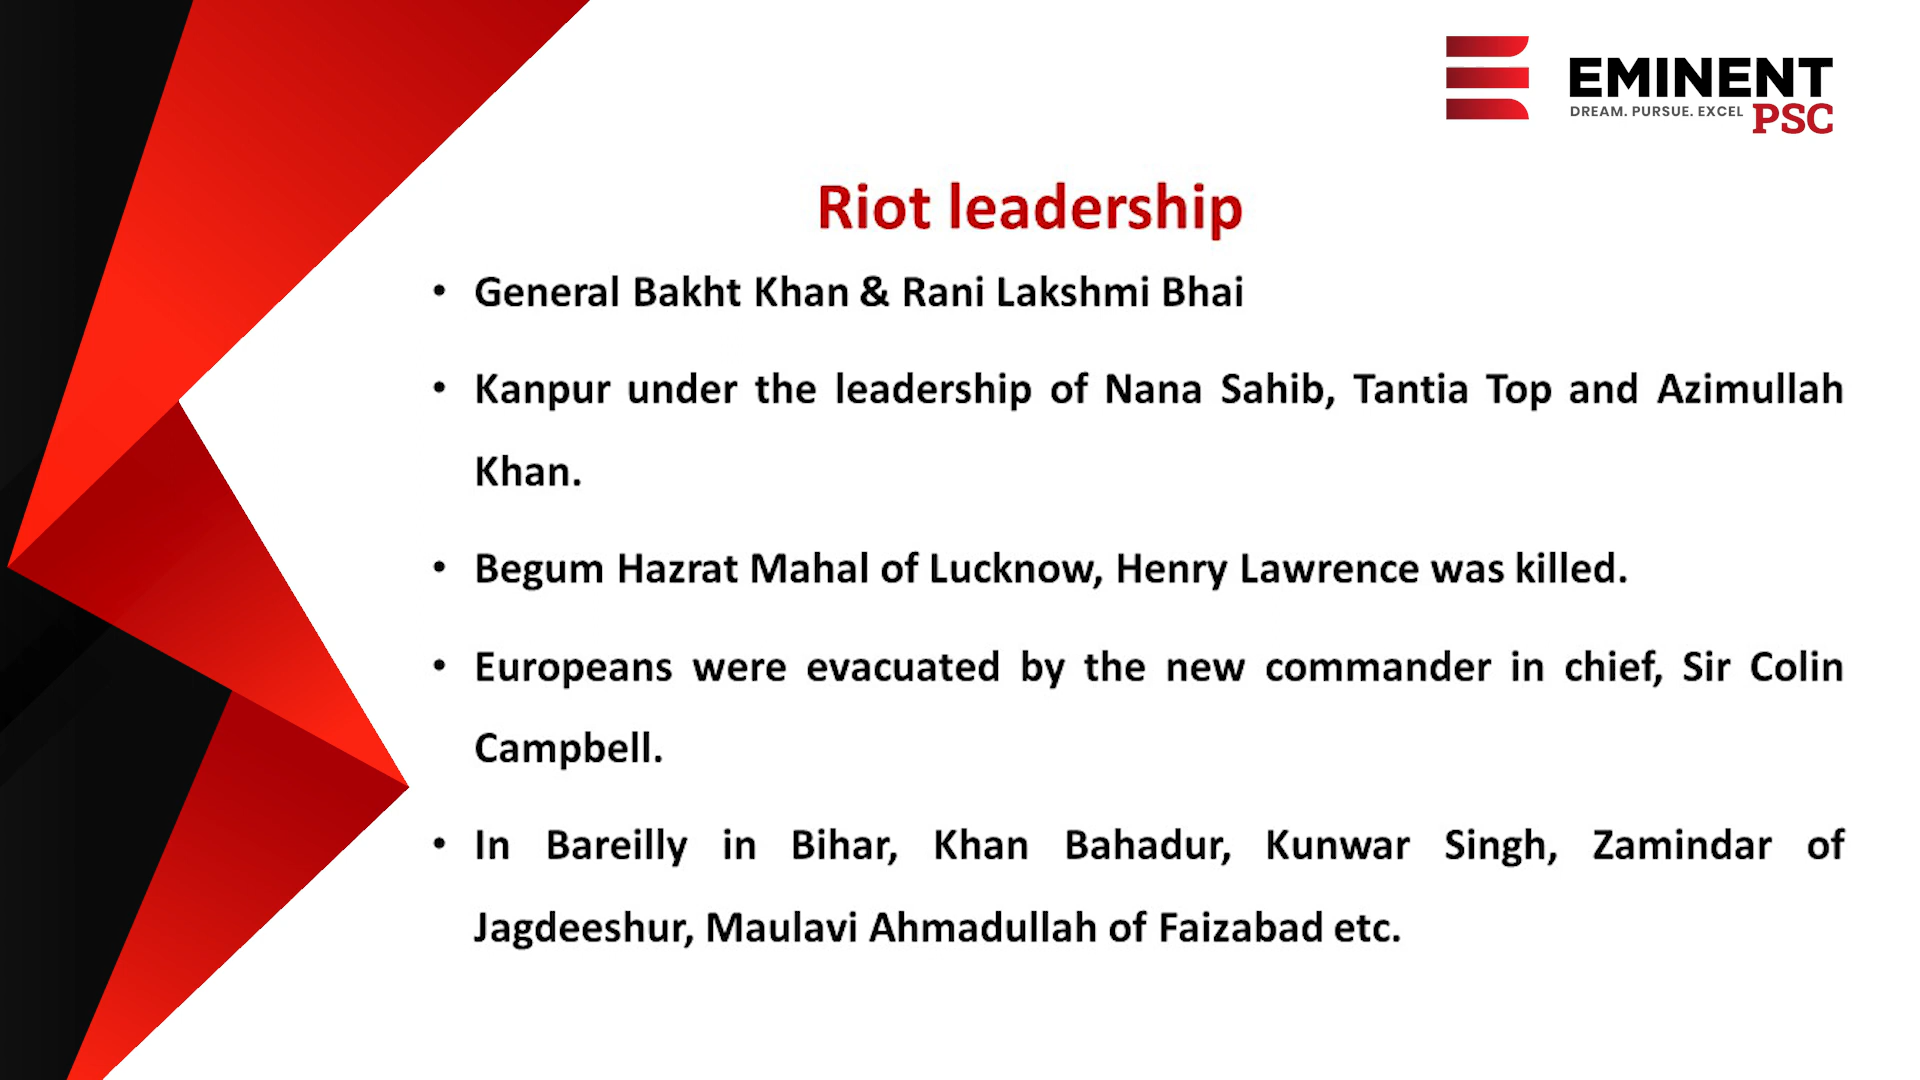 EMINENT
DREAM. PURSUE. EXCEL PSC
Riot leadership
• General Bakht Khan & Rani Lakshmi Bhai
• Kanpur under the leadership of Nana Sahib, Tantia Top and Azimullah
Khan.
• Begum Hazrat Mahal of Lucknow, Henry Lawrence was killed.
• Europeans were evacuated by the new commander in chief, Sir Colin
Campbell.
• In Bareilly in Bihar, Khan Bahadur, Kunwar Singh, Zamindar of
Jagdeeshur, Maulavi Ahmadullah of Faizabad etc.